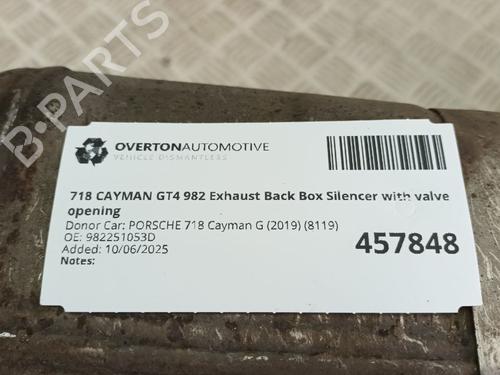 B-PARTS
OVERTONAUTOMOTIVE
VEHICLE DISMANTLERS
718 CAYMAN GT4 982 Exhaust Back Box Silencer with valve
opening
Donor Car: PORSCHE 718 Cayman G (2019) (8119)
OE: 982251053D
Added: 10/06/2025
Notes:
457848